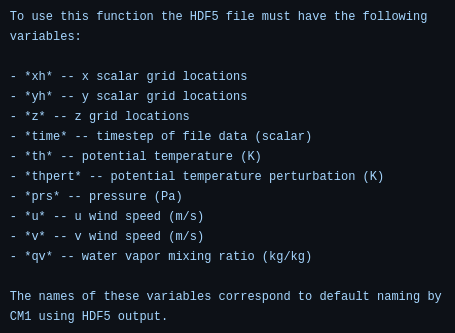 To use this function the HDF5 file must have the following
variables:
- *xh* -- x scalar grid locations
- *yh* -- y scalar grid locations
- *z* -- z grid locations
- *time* -- timestep of file data (scalar)
- *th* -- potential temperature (K)
- *thpert* -- potential temperature perturbation (K)
- *prs* -- pressure (Pa)
- *u* -- u wind speed (m/s)
- *v* -- v wind speed (m/s)
- *qv* -- water vapor mixing ratio (kg/kg)
The names of these variables correspond to default naming by
CM1 using HDF5 output.